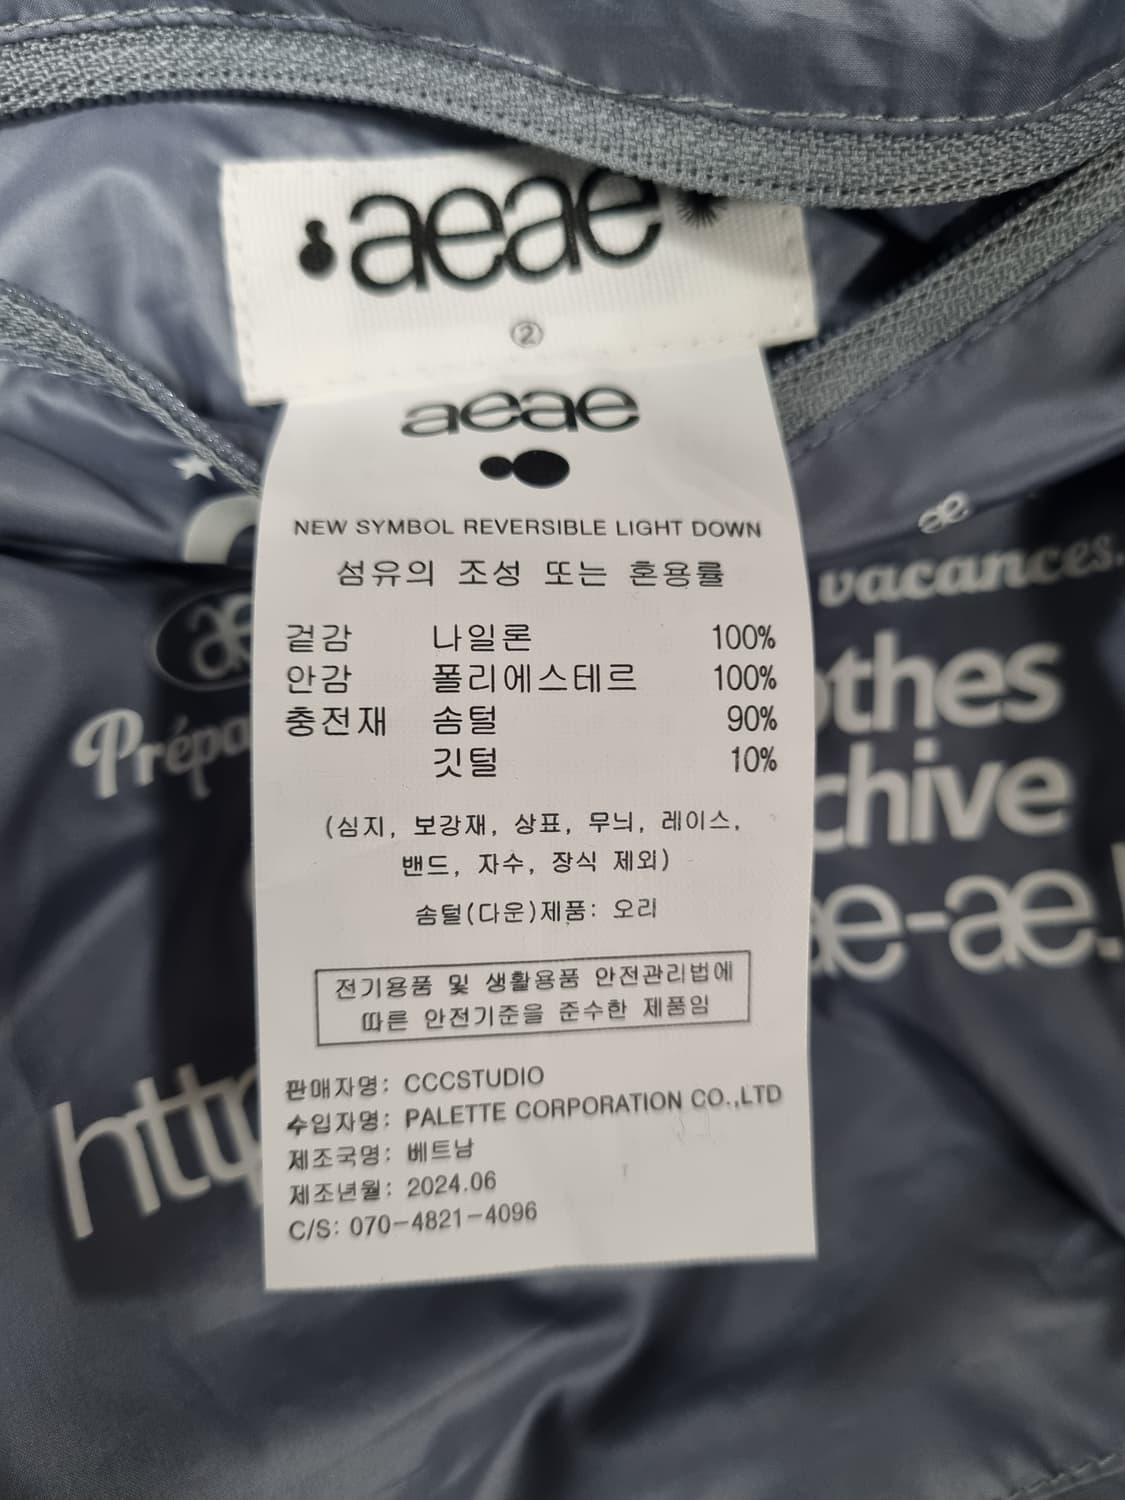 aeae
②
aeae
NEW SYMBOL REVERSIBLE LIGHT DOWN
섬유의 조성 또는 혼용률
겉감 나일론 100%
안감 폴리에스테르 100%
충전재 솜털 90%
깃털 10%
(심지, 보강재, 상표, 무늬, 레이스,
밴드, 자수, 장식 제외)
솜털(다운)제품: 오리
전기용품 및 생활용품 안전관리법에
따른 안전기준을 준수한 제품임
판매자명: CCCSTUDIO
수입자명: PALETTE CORPORATION CO.,LTD
제조국명: 베트남
제조년월: 2024.06
C/S: 070-4821-4096
ae
Prépa
http
æ
vacances.
othes
chive
ae-æ.